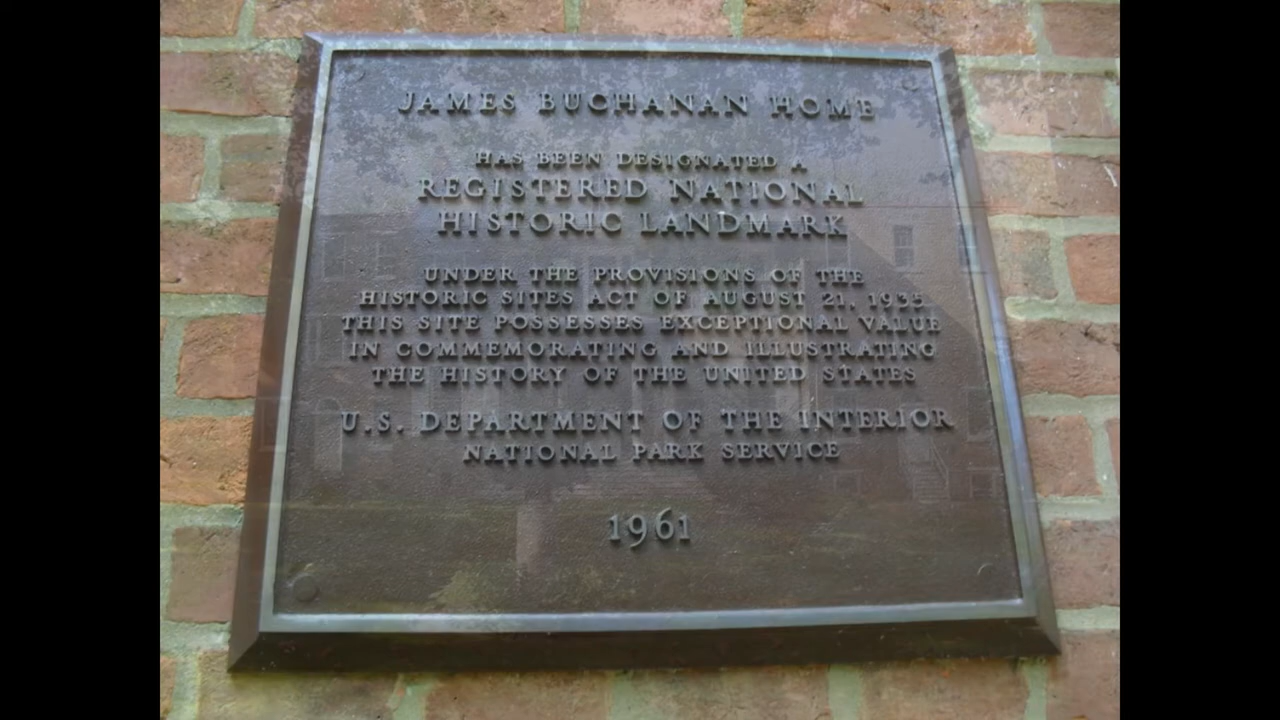 JAMES BUCHANAN HOME
HAS BEEN DESIGNATED A
REGISTERED NATIONAL
HISTORIC LANDMARK
UNDER THE PROVISIONS OF THE
HISTORIC SITES ACT OF AUGUST 21, 1935
THIS SITE POSSESSES EXCEPTIONAL VALUE
IN COMMEMORATING AND ILLUSTRATING
THE HISTORY OF THE UNITED STATES
U.S. DEPARTMENT OF THE INTERIOR
NATIONAL PARK SERVICE
1961